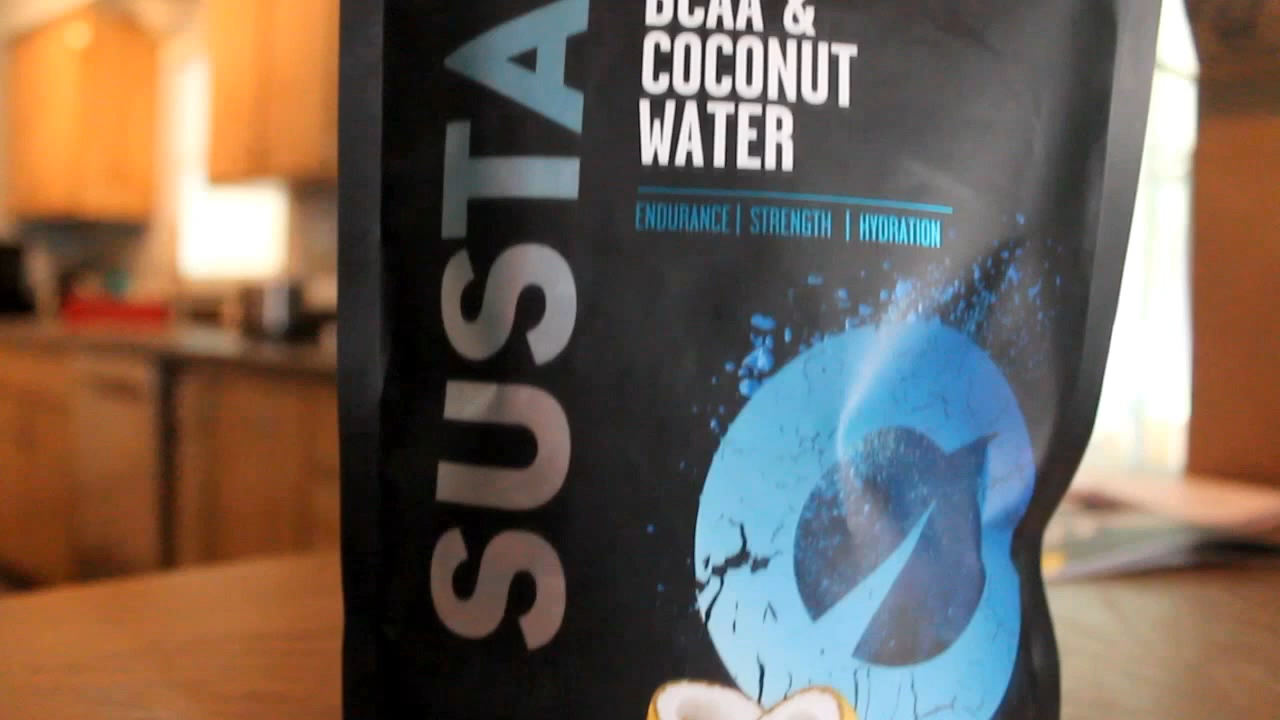 SUSTA
BCAA &
COCONUT
WATER
ENDURANCE | STRENGTH | HYDRATION